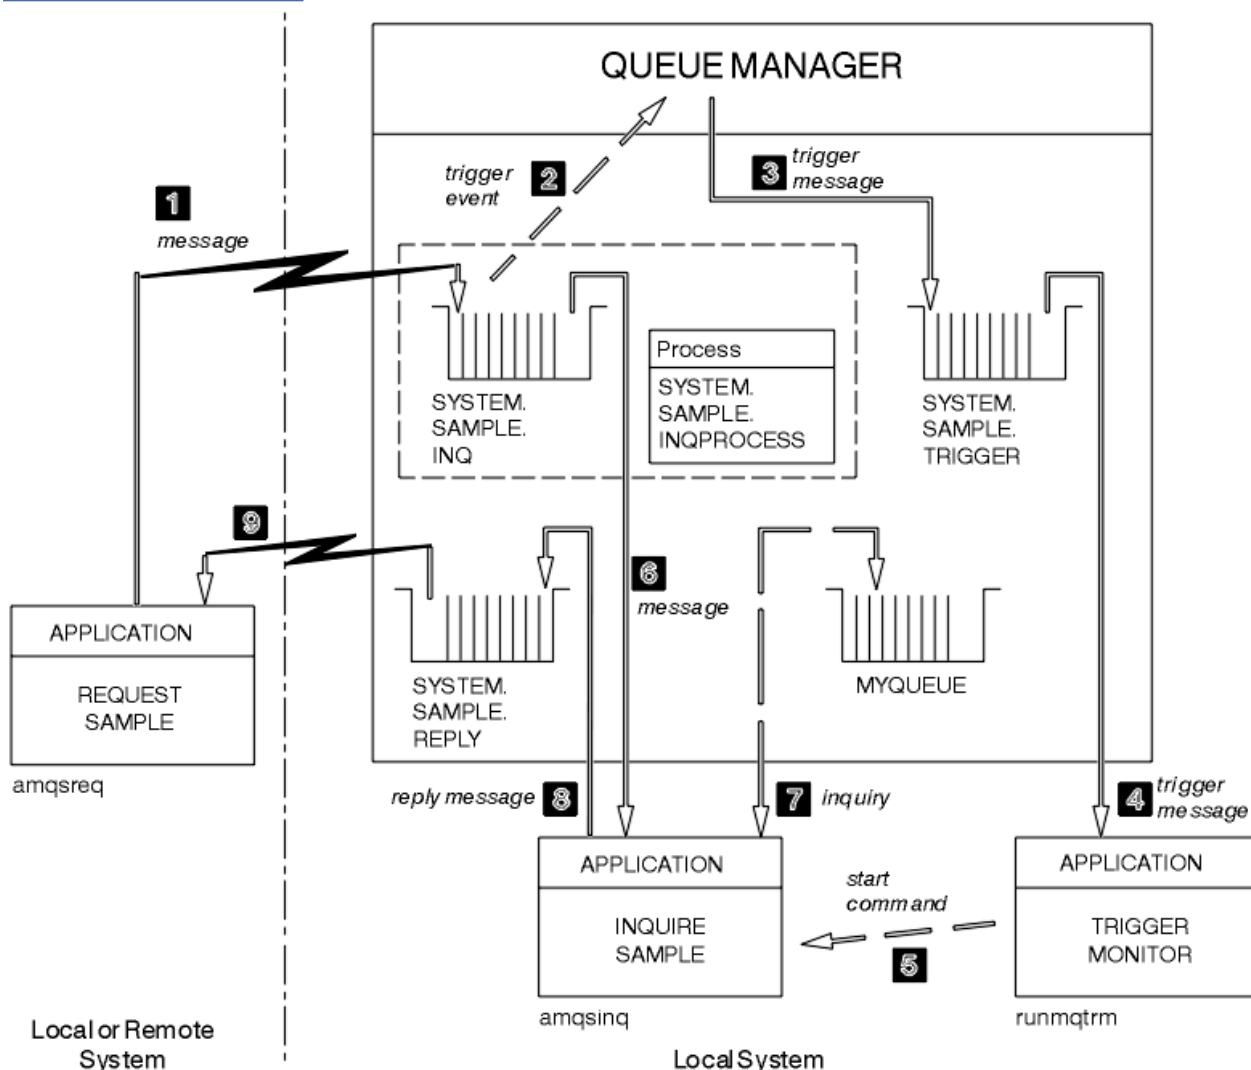 QUEUE MANAGER
trigger
event
2
3
trigger
message
1
message
SYSTEM.
SAMPLE.
INQ
Process
SYSTEM.
SAMPLE.
INQPROCESS
SYSTEM.
SAMPLE.
TRIGGER
9
6
message
APPLICATION
REQUEST
SAMPLE
amqsreq
SYSTEM.
SAMPLE.
REPLY
MYQUEUE
reply message
8
7
inquiry
4
trigger
message
APPLICATION
INQUIRE
SAMPLE
amqsinq
start
command
5
APPLICATION
TRIGGER
MONITOR
runmqtrm
Local or Remote
System
Local System